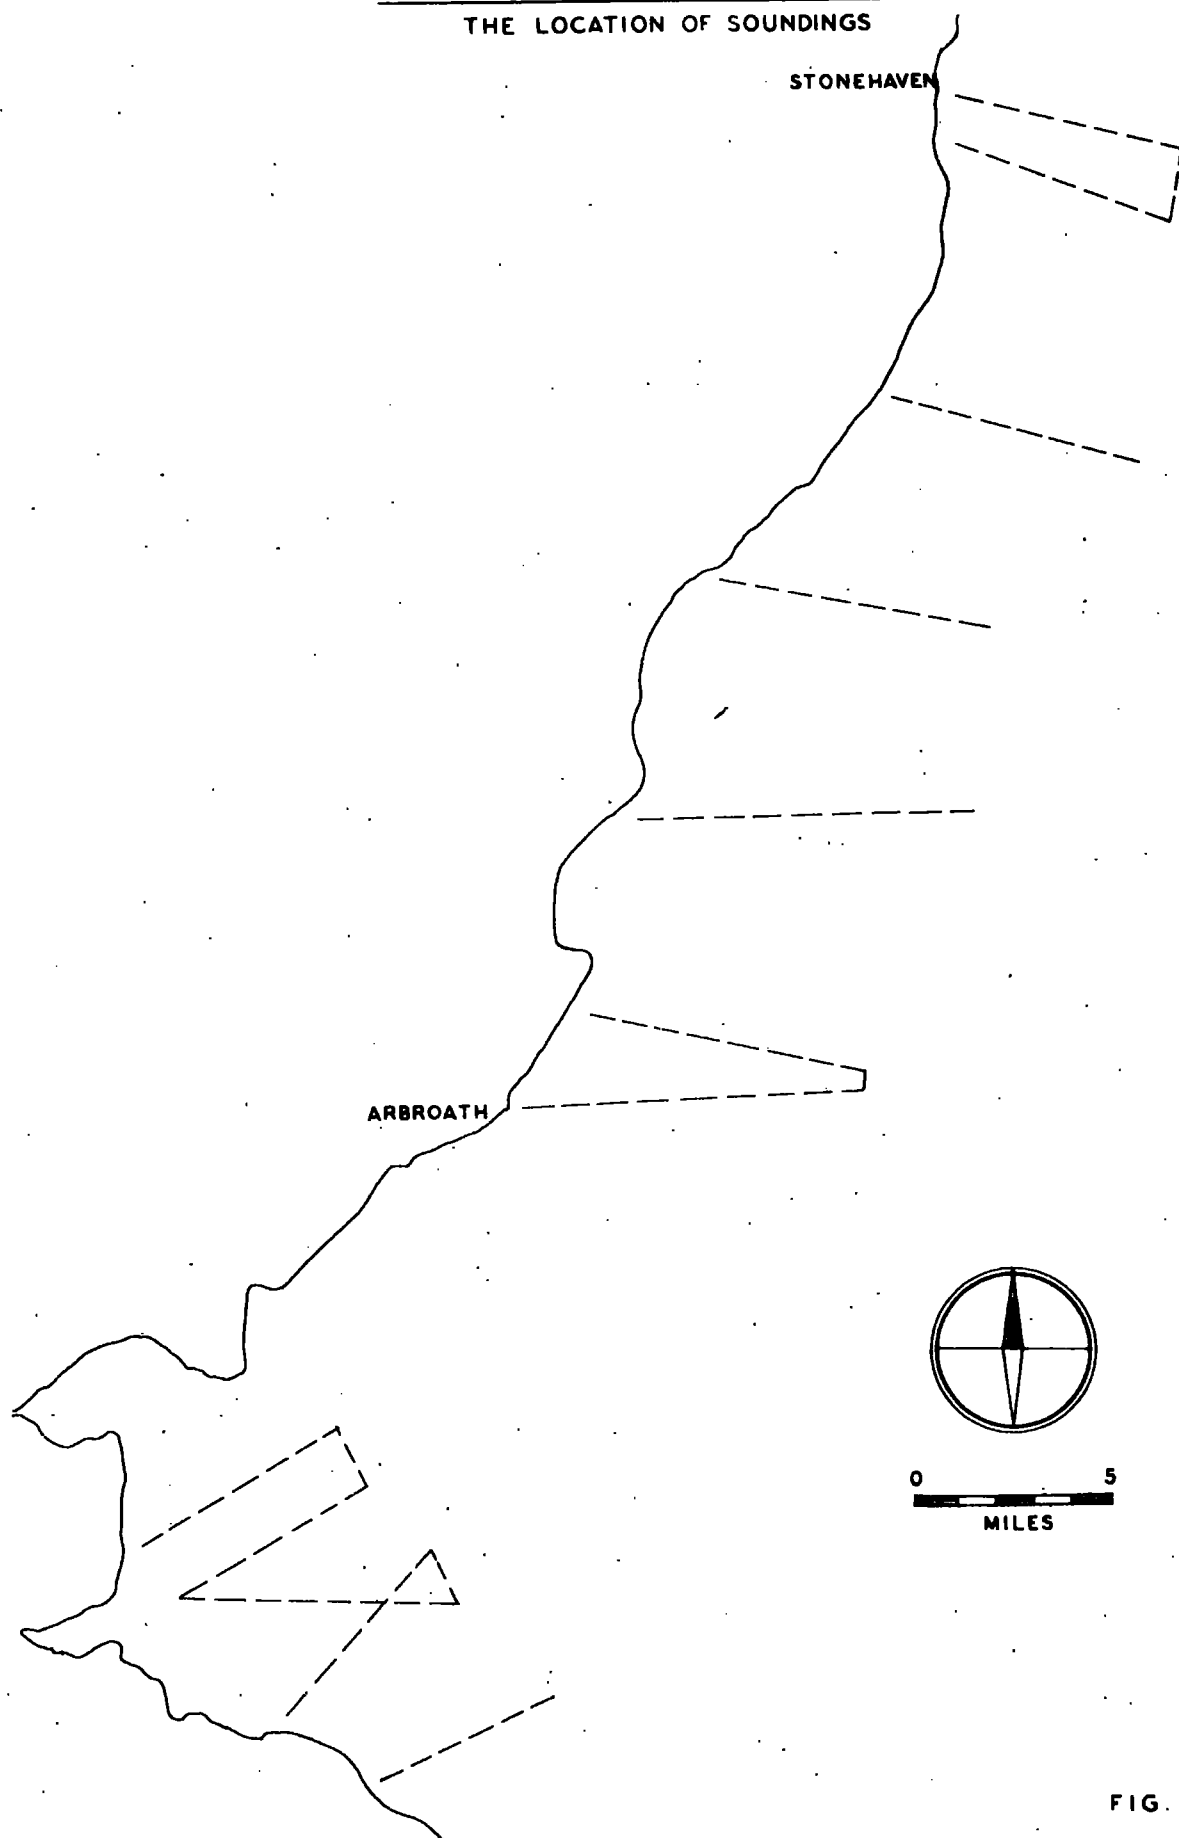 THE LOCATION OF SOUNDINGS
STONEHAVEN
ARBROATH
0 5
MILES
FIG.